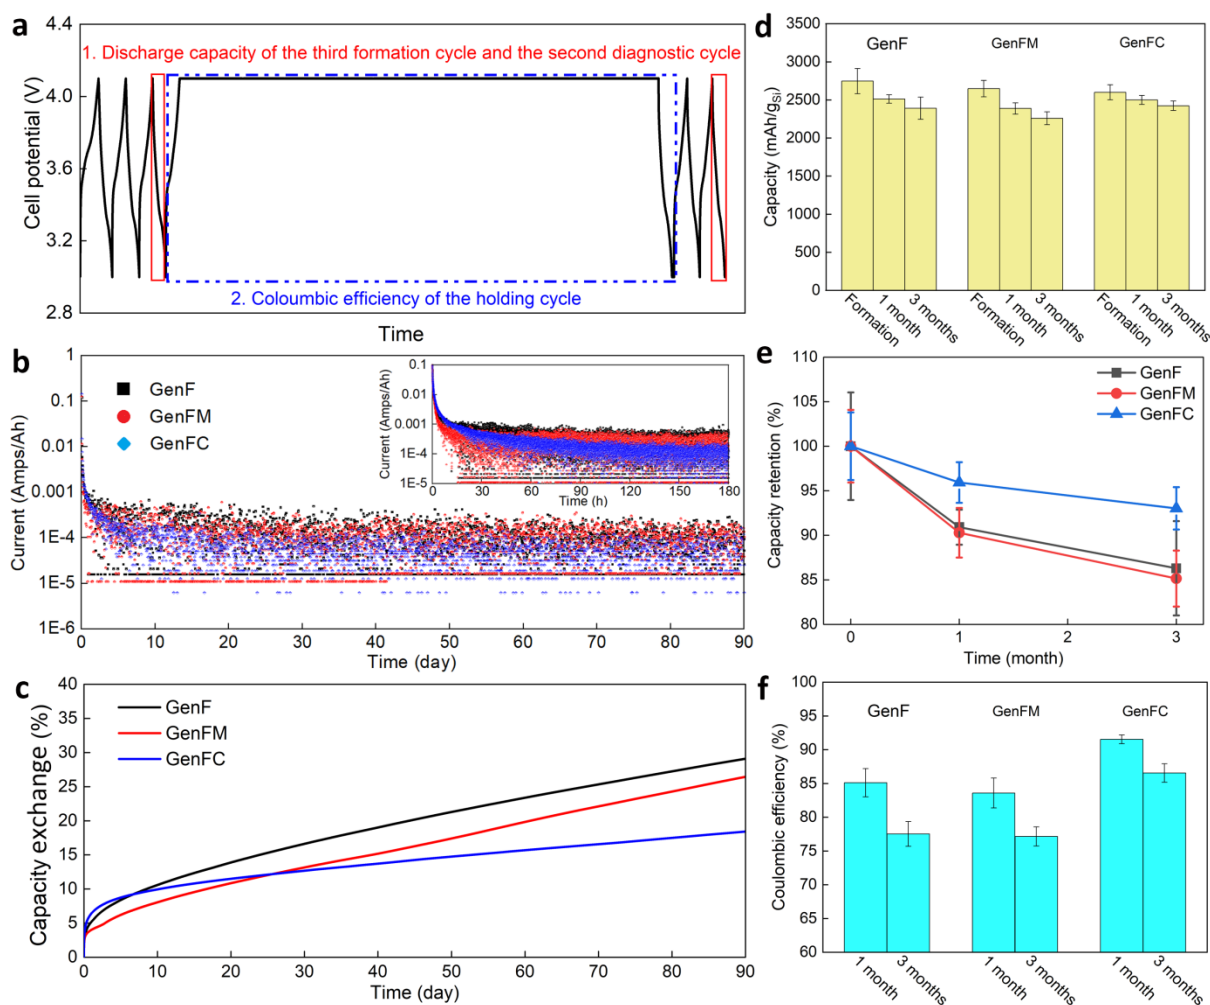 a
4.4
4.0
3.6
3.2
2.8
Cell potential (V)
1. Discharge capacity of the third formation cycle and the second diagnostic cycle
2. Coloumbic efficiency of the holding cycle
Time
b
1
0.1
0.01
0.001
1E-4
1E-5
1E-6
Current (Amps/Ah)
GenF
GenFM
GenFC
0.1
0.01
0.001
1E-4
1E-5
Current (Amps/Ah)
0 30 60 90 120 150 180
Time (h)
0 10 20 30 40 50 60 70 80 90
Time (day)
c
40
35
30
25
20
15
10
5
0
Capacity exchange (%)
GenF
GenFM
GenFC
0 10 20 30 40 50 60 70 80 90
Time (day)
d
3500
3000
2500
2000
1500
1000
500
0
Capacity (mAh/gSi)
GenF GenFM GenFC
Formation 1 month 3 months Formation 1 month 3 months Formation 1 month 3 months
e
110
105
100
95
90
85
80
Capacity retention (%)
GenF
GenFM
GenFC
0 1 2 3
Time (month)
f
100
95
90
85
80
75
70
65
60
Coulombic efficiency (%)
GenF GenFM GenFC
1 month 3 months 1 month 3 months 1 month 3 months